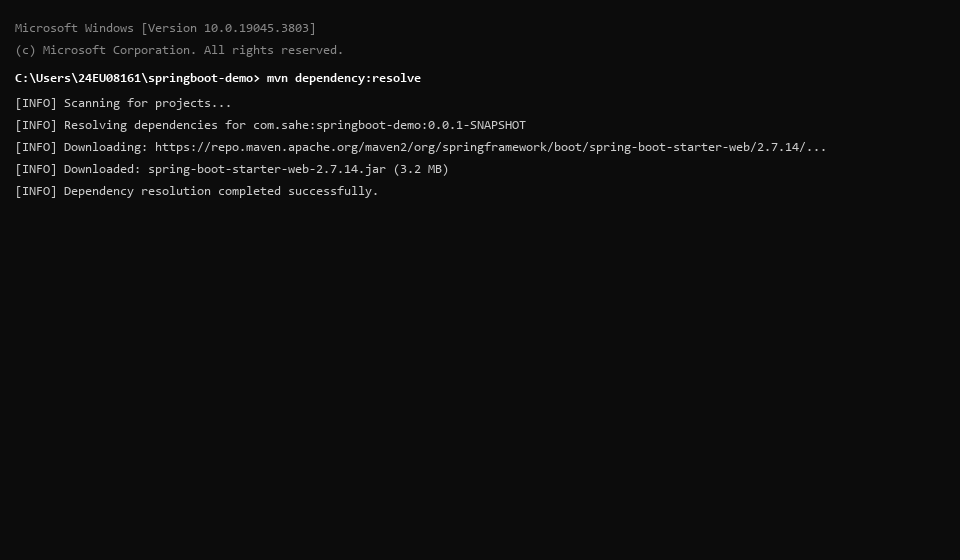 Microsoft Windows [Version 10.0.19045.3803]
(c) Microsoft Corporation. All rights reserved.
C:\Users\24EU08161\springboot-demo> mvn dependency:resolve
[INFO] Scanning for projects...
[INFO] Resolving dependencies for com.sahe:springboot-demo:0.0.1-SNAPSHOT
[INFO] Downloading: https://repo.maven.apache.org/maven2/org/springframework/boot/spring-boot-starter-web/2.7.14/...
[INFO] Downloaded: spring-boot-starter-web-2.7.14.jar (3.2 MB)
[INFO] Dependency resolution completed successfully.